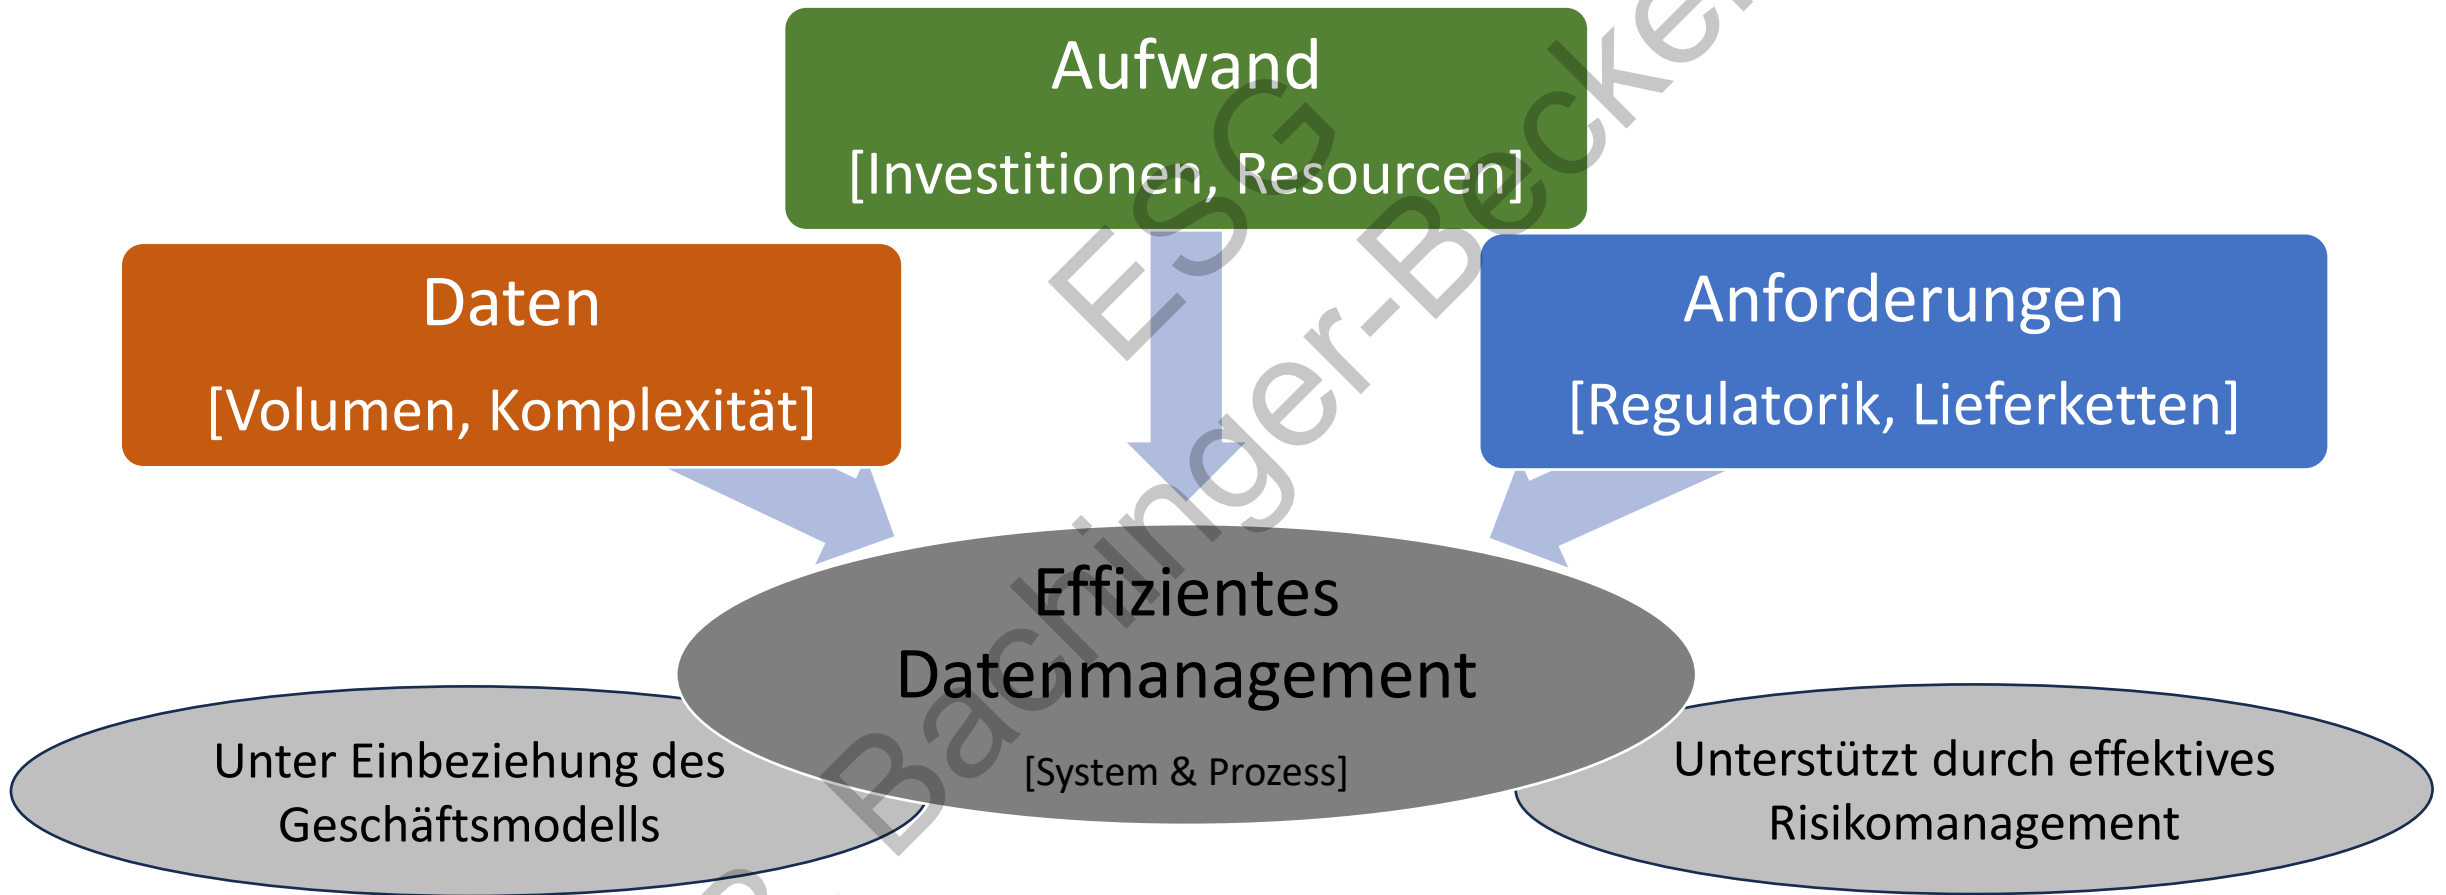 Aufwand
[Investitionen, Resourcen]
Daten
[Volumen, Komplexität]
Anforderungen
[Regulatorik, Lieferketten]
Effizientes
Datenmanagement
[System & Prozess]
Unter Einbeziehung des
Geschäftsmodells
Unterstützt durch effektives
Risikomanagement
ESG
Bachinger-Becker